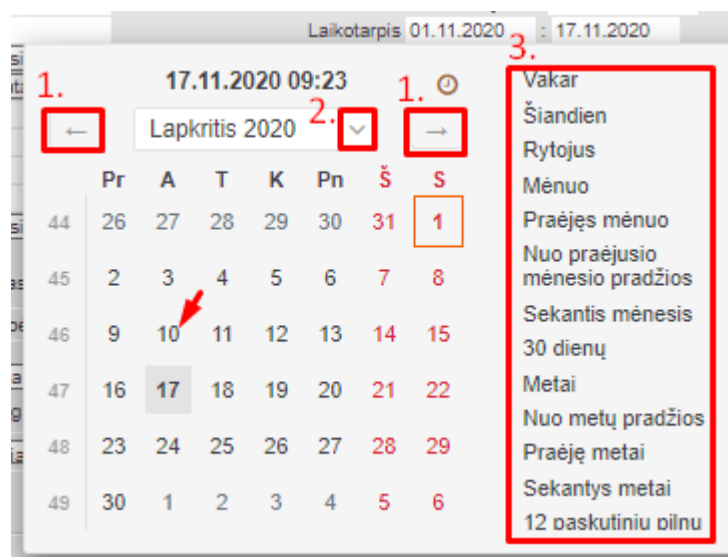 Laikotarpis 01.11.2020 : 17.11.2020
3.
1. 17.11.2020 09:23 1.
← Lapkritis 2020 2. →
Pr A T K Pn Š S
44 26 27 28 29 30 31 1
45 2 3 4 5 6 7 8
46 9 10 11 12 13 14 15
47 16 17 18 19 20 21 22
48 23 24 25 26 27 28 29
49 30 1 2 3 4 5 6
Vakar
Šiandien
Rytojus
Mėnuo
Praėjęs mėnuo
Nuo praėjusio
mėnesio pradžios
Sekantis mėnesis
30 dienų
Metai
Nuo metų pradžios
Praėję metai
Sekantys metai
12 paskutinių pilnų